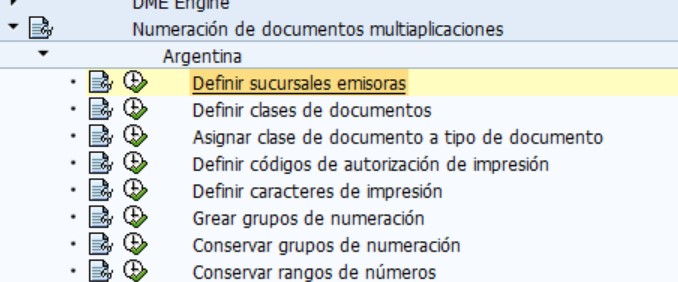 DME Engine
Numeración de documentos multiaplicaciones
Argentina
Definir sucursales emisoras
Definir clases de documentos
Asignar clase de documento a tipo de documento
Definir códigos de autorización de impresión
Definir caracteres de impresión
Grear grupos de numeración
Conservar grupos de numeración
Conservar rangos de números